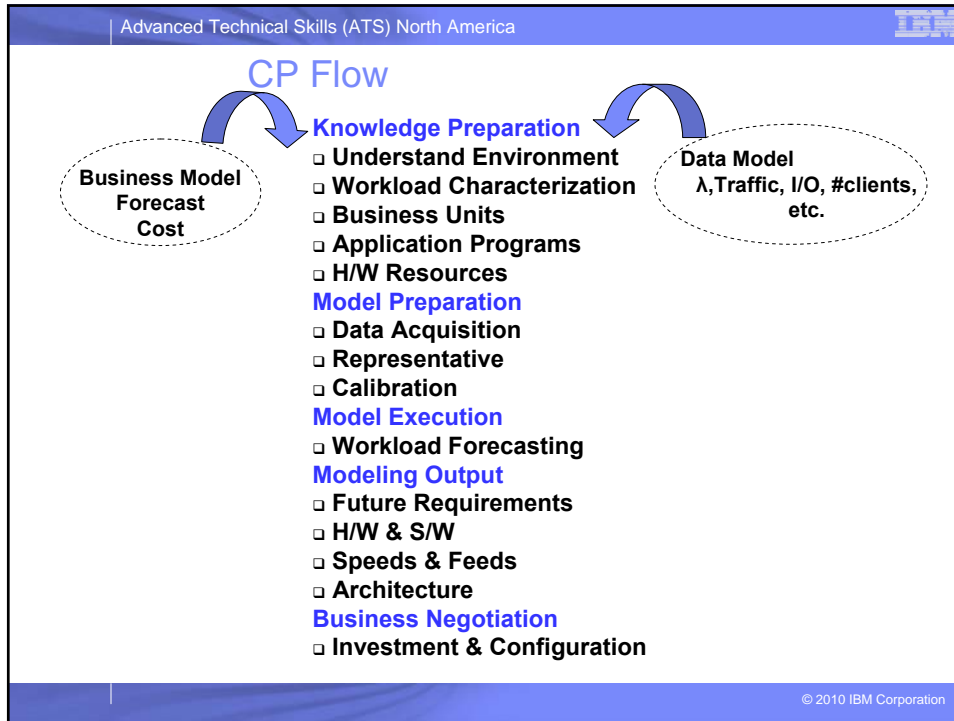 Advanced Technical Skills (ATS) North America
IBM
CP Flow
Business Model
Forecast
Cost
Knowledge Preparation
Understand Environment
Workload Characterization
Business Units
Application Programs
H/W Resources
Model Preparation
Data Acquisition
Representative
Calibration
Model Execution
Workload Forecasting
Modeling Output
Future Requirements
H/W & S/W
Speeds & Feeds
Architecture
Business Negotiation
Investment & Configuration
Data Model
λ,Traffic, I/O, #clients,
etc.
© 2010 IBM Corporation